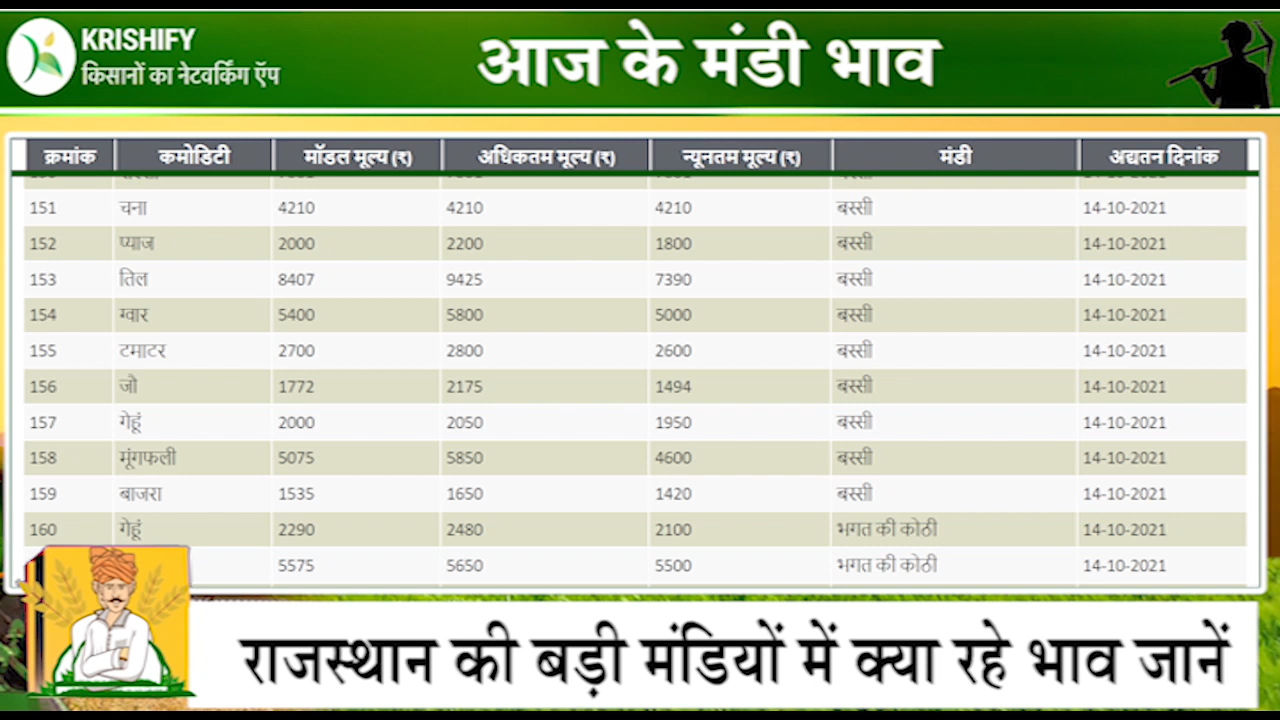 KRISHIFY
किसानों का नेटवर्किंग ऍप
आज के मंडी भाव
क्रमांक कमोडिटी मॉडल मूल्य (₹) अधिकतम मूल्य (₹) न्यूनतम मूल्य (₹) मंडी अद्यतन दिनांक
151 चना 4210 4210 4210 बस्सी 14-10-2021
152 प्याज 2000 2200 1800 बस्सी 14-10-2021
153 तिल 8407 9425 7390 बस्सी 14-10-2021
154 ग्वार 5400 5800 5000 बस्सी 14-10-2021
155 टमाटर 2700 2800 2600 बस्सी 14-10-2021
156 जो 1772 2175 1494 बस्सी 14-10-2021
157 गेहूं 2000 2050 1950 बस्सी 14-10-2021
158 मूंगफली 5075 5850 4600 बस्सी 14-10-2021
159 बाजरा 1535 1650 1420 बस्सी 14-10-2021
160 गेहूं 2290 2480 2100 भगत की कोठी 14-10-2021
5575 5650 5500 भगत की कोठी 14-10-2021
राजस्थान की बड़ी मंडियों में क्या रहे भाव जानें